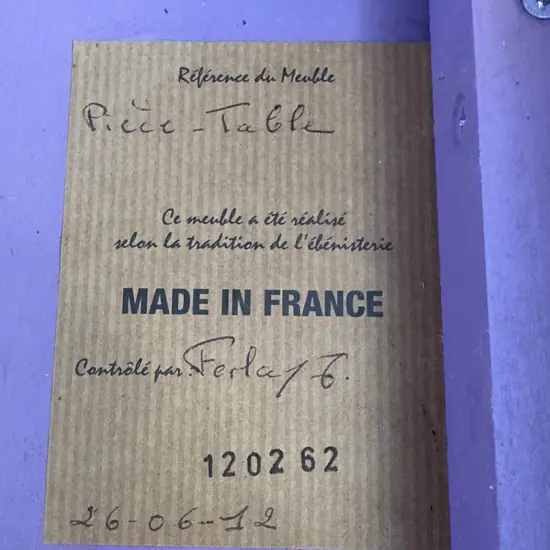 Référence du Meuble
Pièce - Table
Ce meuble a été réalisé
selon la tradition de l'ébénisterie
MADE IN FRANCE
Contrôlé par:
120262
26-06-12